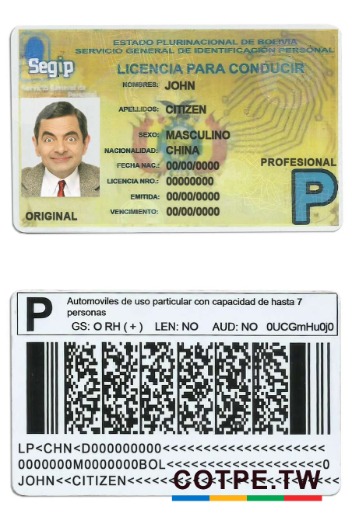 ESTADO PLURINACIONAL DE BOLIVIA
SERVICIO GENERAL DE IDENTIFICACIÓN PERSONAL
Segip
LICENCIA PARA CONDUCIR
NOMBRES: JOHN
APELLIDOS: CITIZEN
SEXO: MASCULINO
NACIONALIDAD: CHINA
FECHA NAC.: 00/00/0000
PROFESIONAL
LICENCIA NRO.: 00000000
P
EMITIDA: 00/00/0000
ORIGINAL
VENCIMIENTO: 00/00/0000
P
Automoviles de uso particular con capacidad de hasta 7
personas
GS: O RH ( + ) LEN: NO AUD: NO 0UCGmHu0j0
LP<CHN<D000000000<<<<<<<<<<<<<<<<<<<<
0000000M0000000BOL<<<<<<<<<<<<<<<<<<0
JOHN<<CITIZEN<<<<<
COTPE.TW